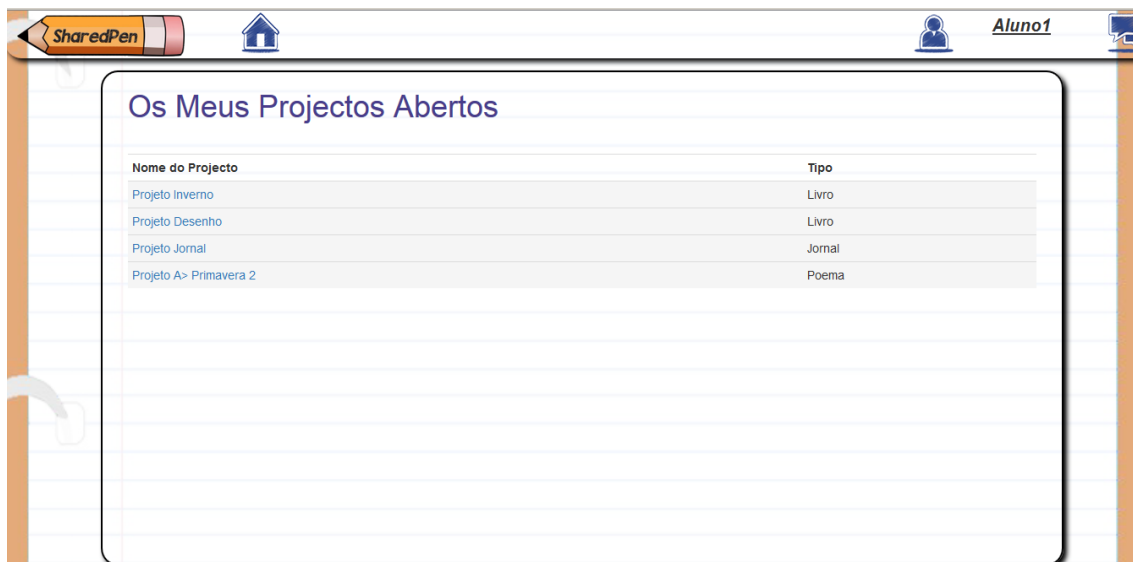 SharedPen
Aluno1
Os Meus Projectos Abertos
Nome do Projecto Tipo
Projeto Inverno Livro
Projeto Desenho Livro
Projeto Jornal Jornal
Projeto A> Primavera 2 Poema